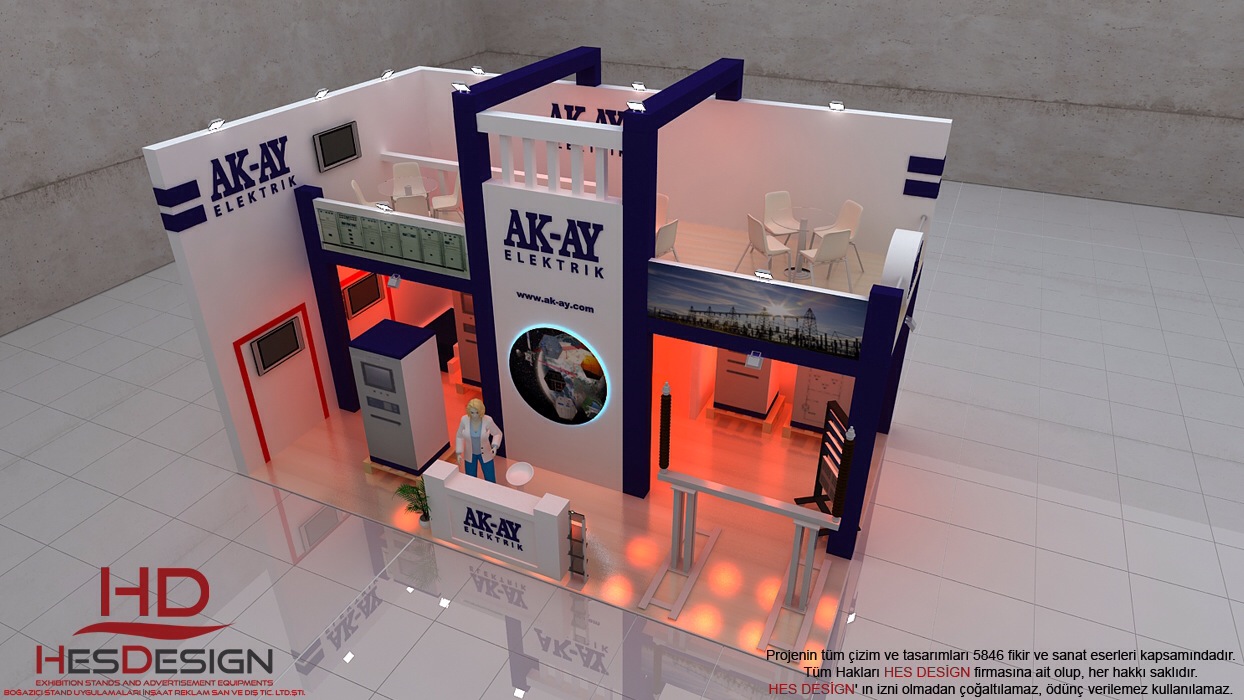 AK-AY
ELEKTRIK
AK-AY
ELEKTRIK
AK-AY
ELEKTRIK
www.ak-ay.com
AK-AY
ELEKTRIK
HD
HESDESIGN
EXHIBITION STANDS AND ADVERTISEMENT EQUIPMENTS
BOĞAZİÇİ STAND UYGULAMALARI İNŞAAT REKLAM SAN VE DIŞ TİC. LTD.ŞTİ.
Projenin tüm çizim ve tasarımları 5846 fikir ve sanat eserleri kapsamındadır.
Tüm Hakları HES DESİGN firmasına ait olup, her hakkı saklıdır.
HES DESİGN' ın izni olmadan çoğaltılamaz, ödünç verilemez kullanılamaz.